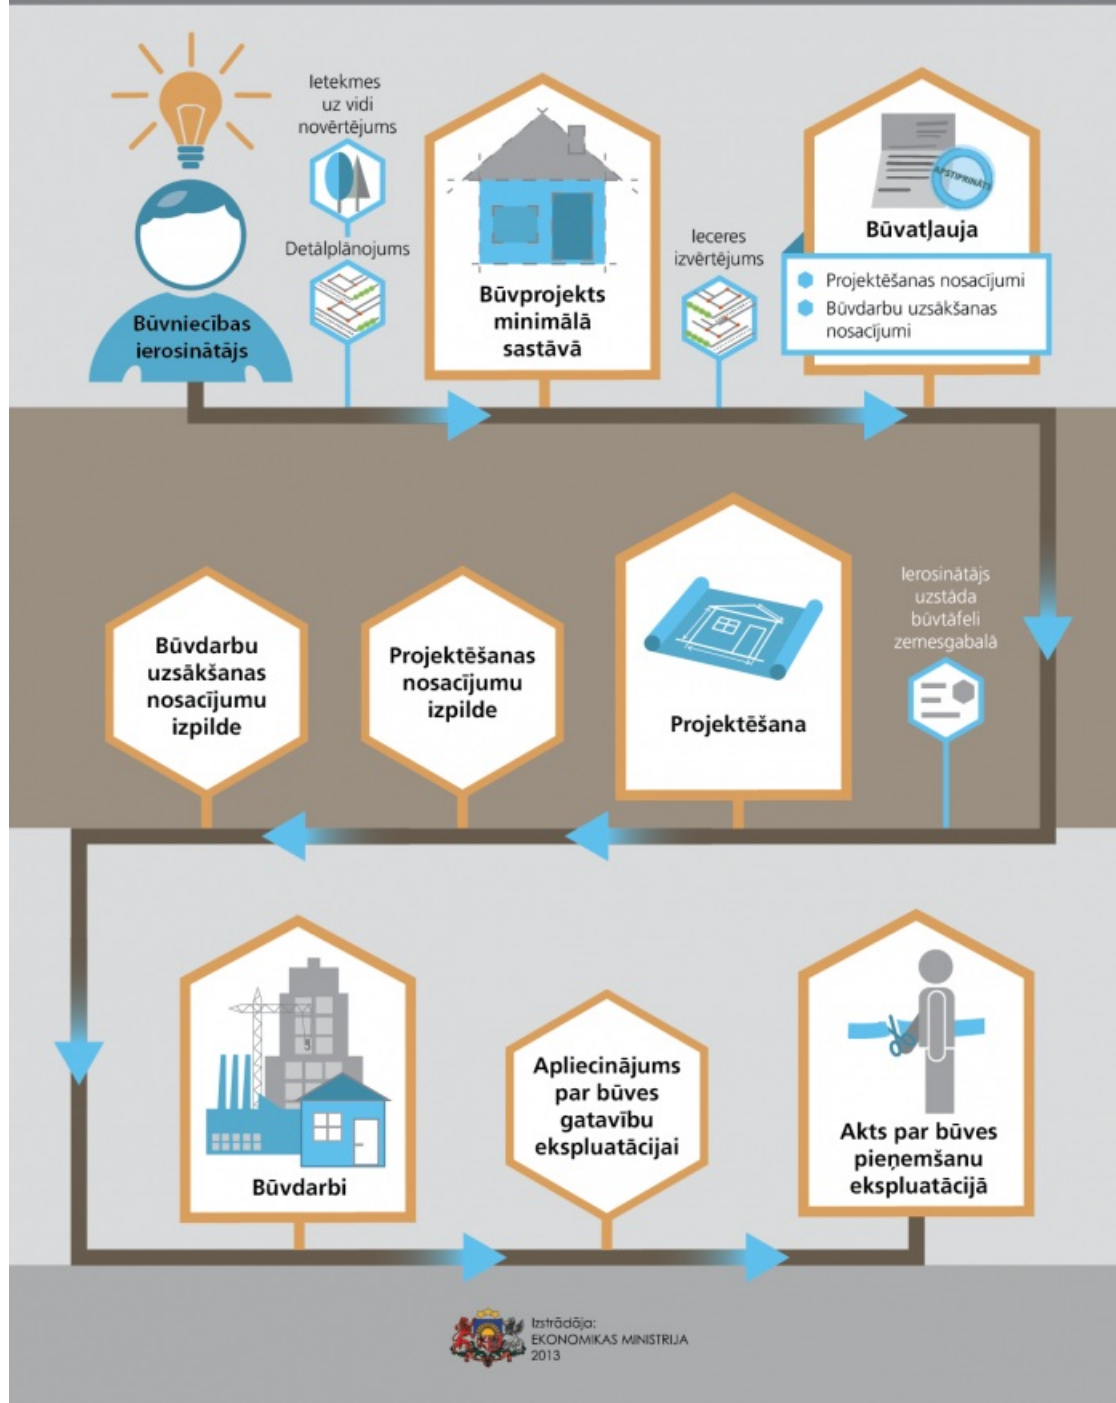 Ietekmes
uz vidi
novērtējums
Detālplānojums
Būvniecības
ierosinātājs
Būvprojekts
minimālā
sastāvā
Ieceres
izvērtējums
APSTIPRINĀTS
Būvatļauja
Projektēšanas nosacījumi
Būvdarbu uzsākšanas
nosacījumi
Ierosinātājs
uzstāda
būvtāfeli
zemesgabalā
Projektēšana
Projektēšanas
nosacījumu
izpilde
Būvdarbu
uzsākšanas
nosacījumu
izpilde
Būvdarbi
Apliecinājums
par būves
gatavību
ekspluatācijai
Akts par būves
pieņemšanu
ekspluatācijā
Izstrādāja:
EKONOMIKAS MINISTRIJA
2013